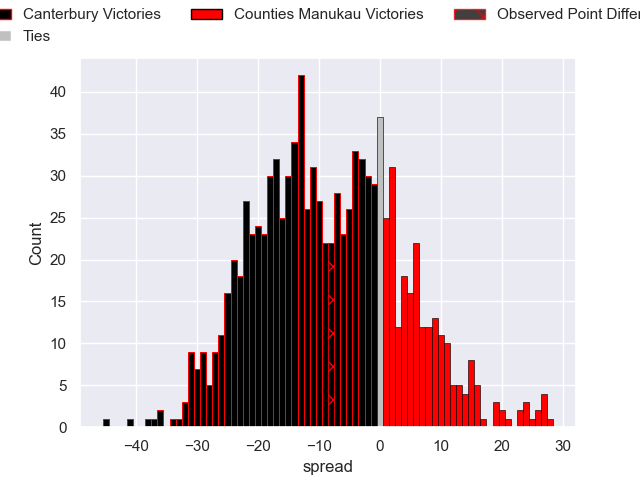 Canterbury Victories Counties Manukau Victories Observed Point Differ
Ties
40
35
30
25
20
15
10
5
0
Count
−40 −30 −20 −10 0 10 20 30
spread